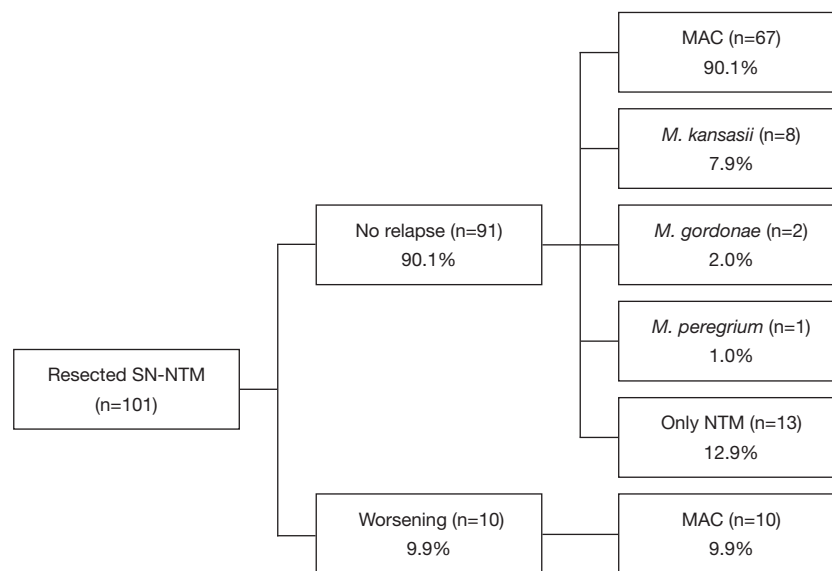 Resected SN-NTM
(n=101)
No relapse (n=91)
90.1%
Worsening (n=10)
9.9%
MAC (n=67)
90.1%
M. kansasii (n=8)
7.9%
M. gordonae (n=2)
2.0%
M. peregrium (n=1)
1.0%
Only NTM (n=13)
12.9%
MAC (n=10)
9.9%